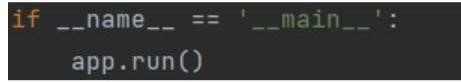 if __name__ == '__main__':
    app.run()